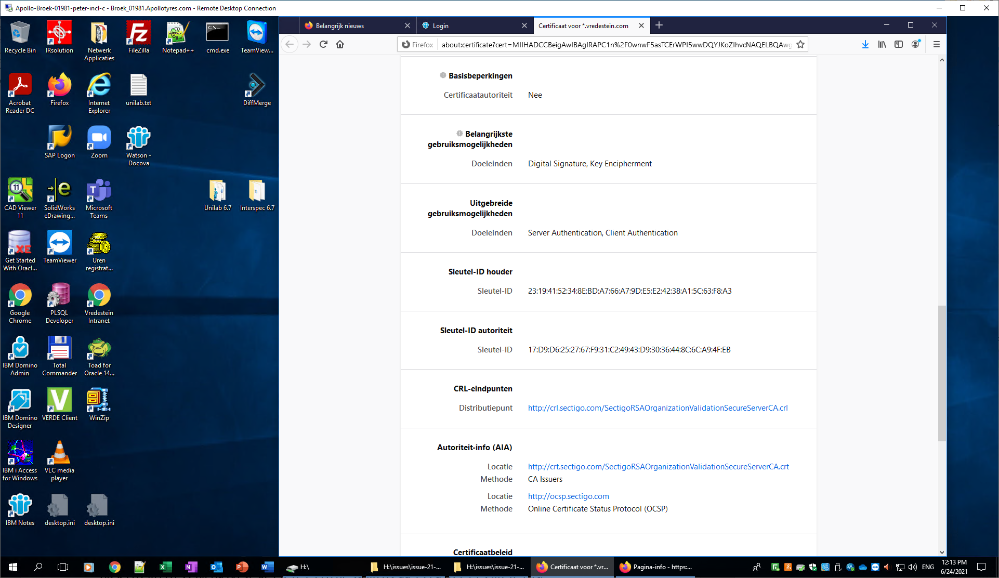 Apollo-Broek-01981-peter-incl-c - Broek_01981.Apollotyres.com - Remote Desktop Connection
Recycle Bin
IRsolution
Netwerk
Applicaties
FileZilla
Notepad++
cmd.exe
TeamView...
Acrobat
Reader DC
Firefox
Internet
Explorer
unilab.txt
DiffMerge
SAP Logon
Zoom
Watson -
Docova
CAD Viewer
11
SolidWorks
eDrawing...
Microsoft
Teams
Unilab 6.7
Interspec 6.7
Get Started
With Oracl...
TeamViewer
Uren
registrat...
Google
Chrome
PLSQL
Developer
Vredestein
Intranet
IBM Domino
Admin
Total
Commander
Toad for
Oracle 14...
IBM Domino
Designer
VERDE Client
WinZip
IBM i Access
for Windows
VLC media
player
IBM Notes
desktop.ini
desktop.ini
Belangrijk nieuws
Login
Certificaat voor *.vredestein.com
Firefox
about:certificate?cert=MIIHADCCBeigAwIBAgIRAPC1n%2F0wnwF5asTCErWPI5wwDQYJKoZIhvcNAQELBQAwg
Basisbeperkingen
Certificaatautoriteit Nee
Belangrijkste
gebruiksmogelijkheden
Doeleinden Digital Signature, Key Encipherment
Uitgebreide
gebruiksmogelijkheden
Doeleinden Server Authentication, Client Authentication
Sleutel-ID houder
Sleutel-ID 23:19:41:52:34:8E:BD:A7:66:A7:9D:E5:E2:42:38:A1:5C:63:F8:A3
Sleutel-ID autoriteit
Sleutel-ID 17:D9:D6:25:27:67:F9:31:C2:49:43:D9:30:36:44:8C:6C:A9:4F:EB
CRL-eindpunten
Distributiepunt http://crl.sectigo.com/SectigoRSAOrganizationValidationSecureServerCA.crl
Autoriteit-info (AIA)
Locatie http://crt.sectigo.com/SectigoRSAOrganizationValidationSecureServerCA.crt
Methode CA Issuers
Locatie http://ocsp.sectigo.com
Methode Online Certificate Status Protocol (OCSP)
Certificaatbeleid
H:\
H:\issues\issue-21-...
H:\issues\issue-21-...
Certificaat voor *.vr...
Pagina-info - https:...
ENG
12:13 PM
6/24/2021